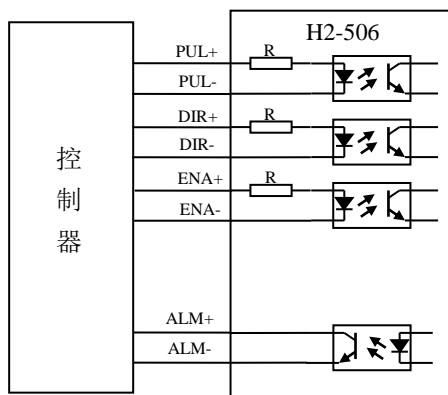 H2-506
PUL+
R
PUL-
DIR+
R
DIR-
控制器
ENA+
R
ENA-
ALM+
ALM-